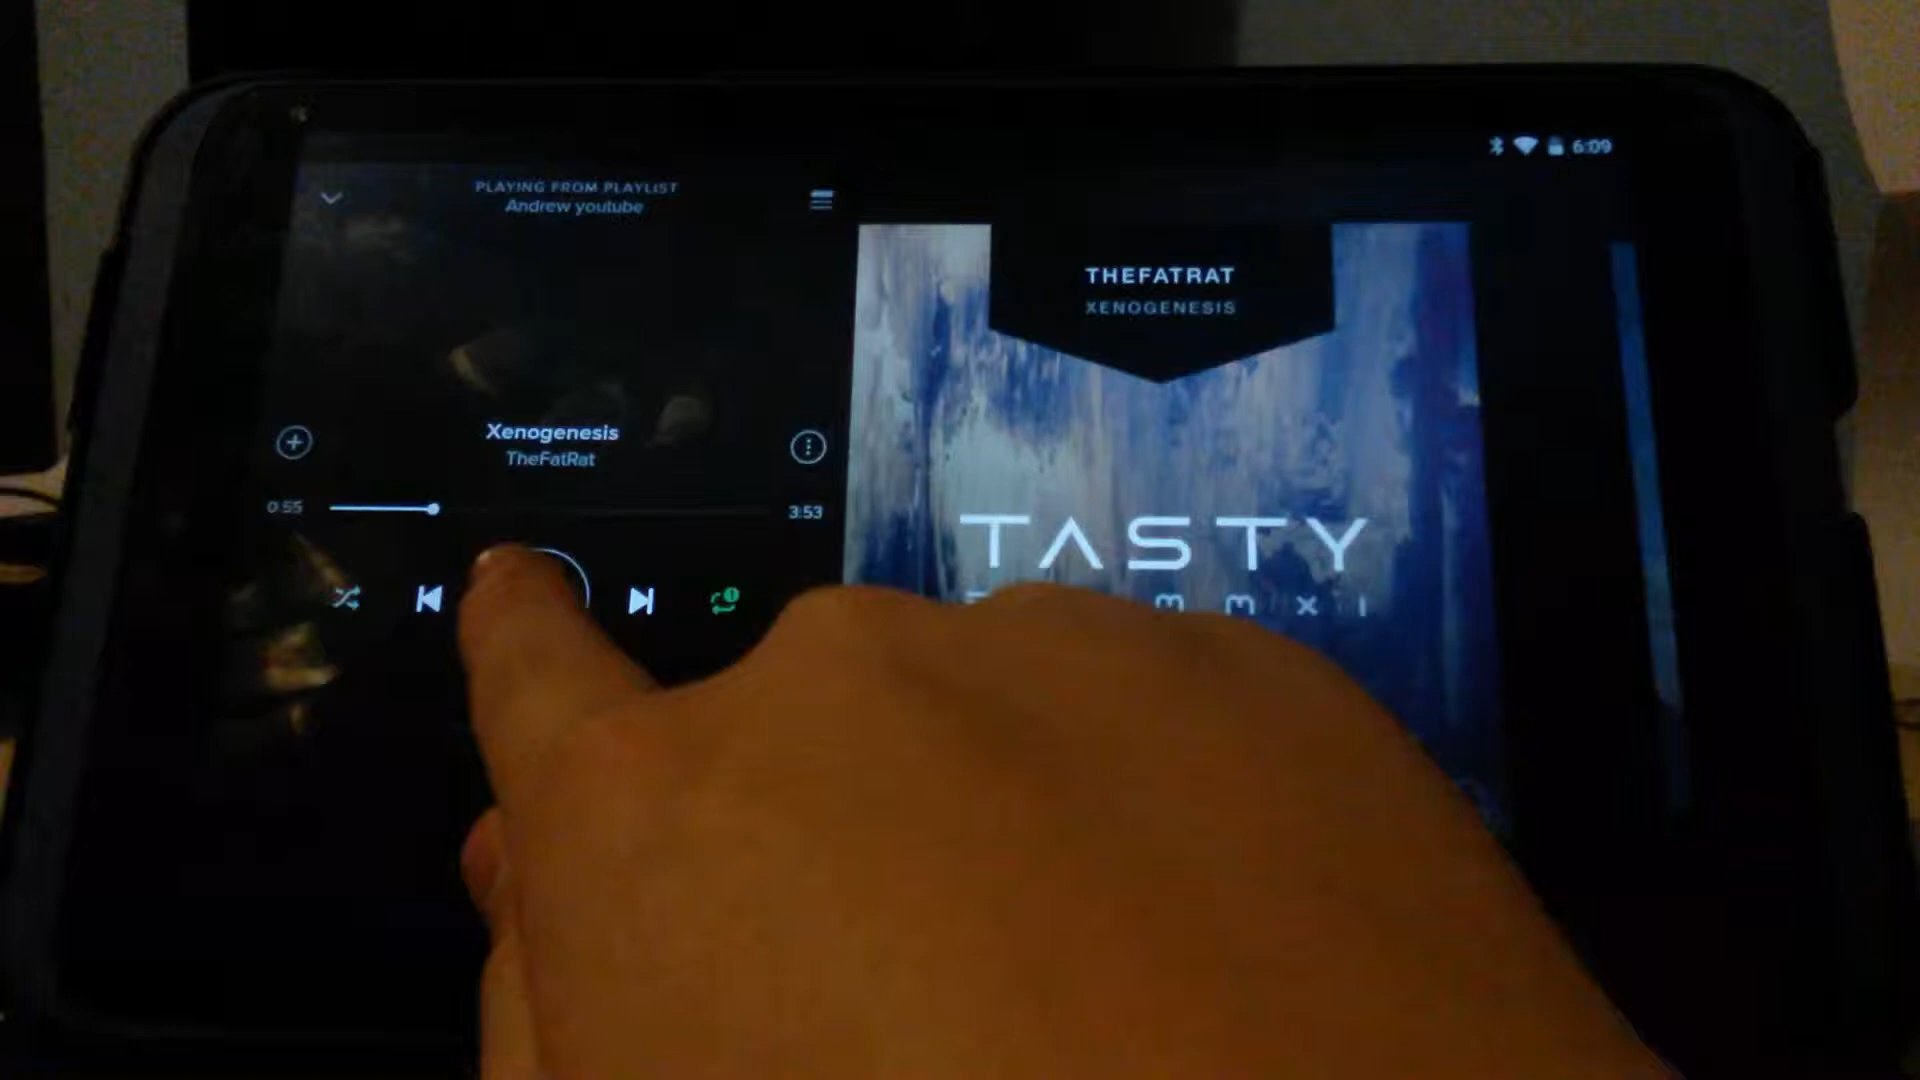 6:09
PLAYING FROM PLAYLIST
Andrew youtube
Xenogenesis
TheFatRat
0:55
3:53
THEFATRAT
XENOGENESIS
TASTY